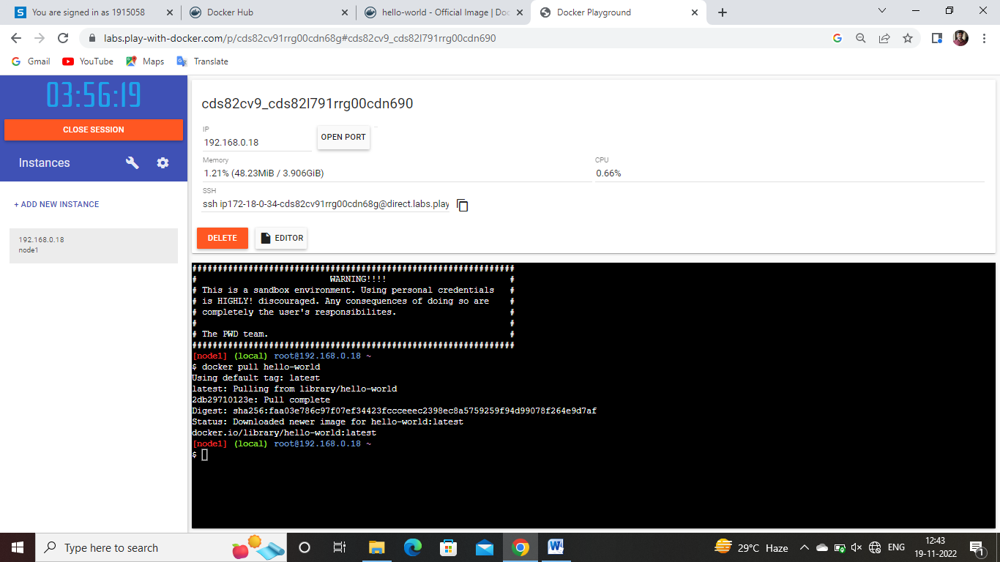 You are signed in as 1915058
Docker Hub
hello-world - Official Image | Doc
Docker Playground
labs.play-with-docker.com/p/cds82cv91rrg00cdn68g#cds82cv9_cds82l791rrg00cdn690
Gmail
YouTube
Maps
Translate
03:56:19
CLOSE SESSION
Instances
+ ADD NEW INSTANCE
192.168.0.18
node1
cds82cv9_cds82l791rrg00cdn690
IP
192.168.0.18
OPEN PORT
Memory
1.21% (48.23MiB / 3.906GiB)
CPU
0.66%
SSH
ssh ip172-18-0-34-cds82cv91rrg00cdn68g@direct.labs.play
DELETE
EDITOR
###############################################################
# WARNING!!!! #
# This is a sandbox environment. Using personal credentials #
# is HIGHLY! discouraged. Any consequences of doing so are #
# completely the user's responsibilites. #
# #
# The PWD team. #
###############################################################
[node1] (local) root@192.168.0.18 ~
$ docker pull hello-world
Using default tag: latest
latest: Pulling from library/hello-world
2db29710123e: Pull complete
Digest: sha256:faa03e786c97f07ef34423fccceeec2398ec8a5759259f94d99078f264e9d7af
Status: Downloaded newer image for hello-world:latest
docker.io/library/hello-world:latest
[node1] (local) root@192.168.0.18 ~
$
Type here to search
29°C Haze
ENG
12:43
19-11-2022
1